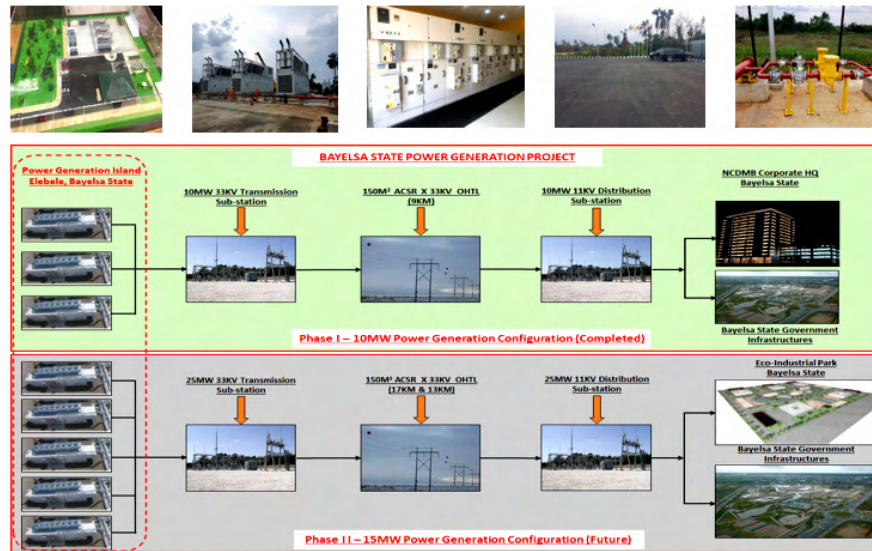 BAYELSA STATE POWER GENERATION PROJECT
Power Generation Island
Elebele, Bayelsa State
10MW 33KV Transmission
Sub-station
150M² ACSR X 33KV OHTL
(9KM)
10MW 11KV Distribution
Sub-station
NCDMB Corporate HQ
Bayelsa State
Bayelsa State Government
Infrastructures
Phase I – 10MW Power Generation Configuration (Completed)
25MW 33KV Transmission
Sub-station
150M² ACSR X 33KV OHTL
(17KM & 13KM)
25MW 11KV Distribution
Sub-station
Eco-Industrial Park
Bayelsa State
Bayelsa State Government
Infrastructures
Phase II – 15MW Power Generation Configuration (Future)